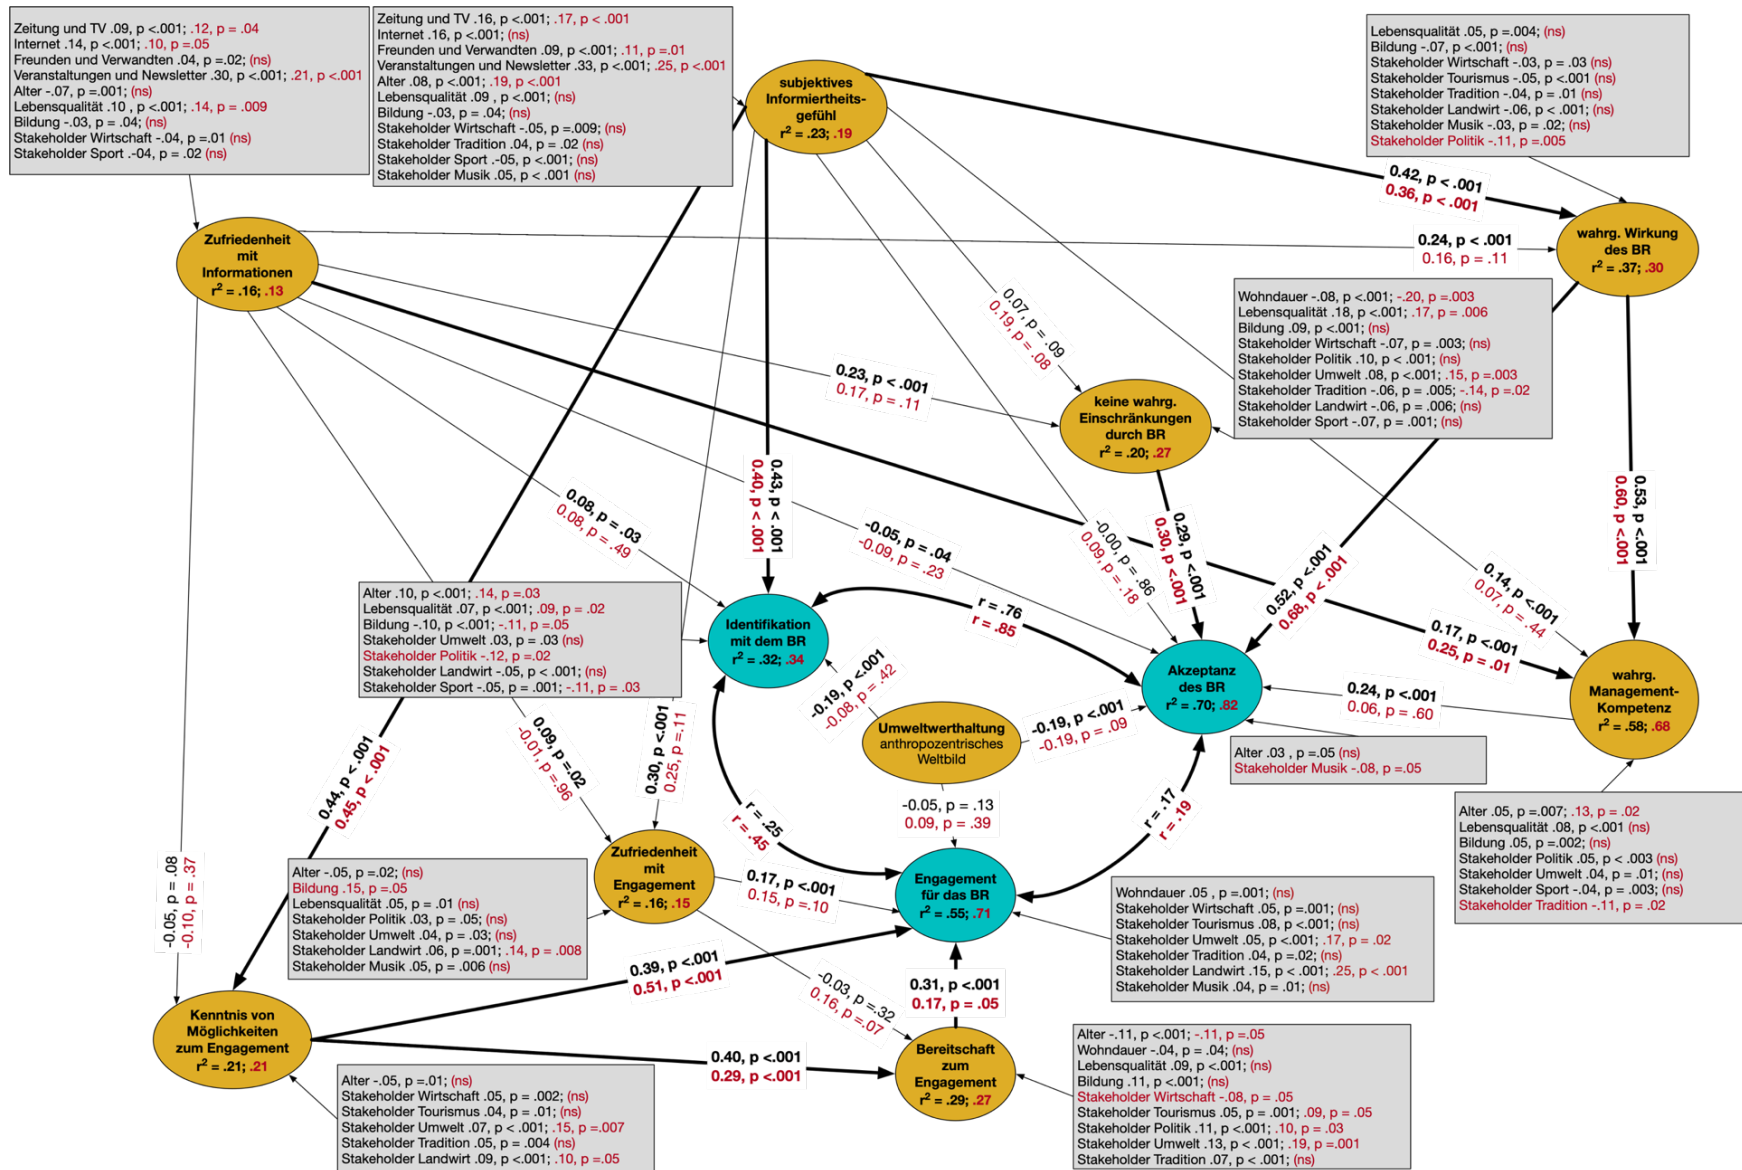 Zeitung und TV .09, p <.001; .12, p = .04
Internet .14, p <.001; .10, p =.05
Freunden und Verwandten .04, p =.02; (ns)
Veranstaltungen und Newsletter .30, p <.001; .21, p <.001
Alter -.07, p =.001; (ns)
Lebensqualität .10 , p <.001; .14, p = .009
Bildung -.03, p = .04; (ns)
Stakeholder Wirtschaft -.04, p =.01 (ns)
Stakeholder Sport .-04, p = .02 (ns)
Zeitung und TV .16, p <.001; .17, p < .001
Internet .16, p <.001; (ns)
Freunden und Verwandten .09, p <.001; .11, p =.01
Veranstaltungen und Newsletter .33, p <.001; .25, p <.001
Alter .08, p <.001; .19, p <.001
Lebensqualität .09 , p <.001; (ns)
Bildung -.03, p = .04; (ns)
Stakeholder Wirtschaft -.05, p =.009; (ns)
Stakeholder Tradition .04, p = .02 (ns)
Stakeholder Sport .-05, p <.001; (ns)
Stakeholder Musik .05, p < .001 (ns)
subjektives
Informiertheits-
gefühl
r² = .23; .19
Lebensqualität .05, p =.004; (ns)
Bildung -.07, p <.001; (ns)
Stakeholder Wirtschaft -.03, p = .03 (ns)
Stakeholder Tourismus -.05, p <.001 (ns)
Stakeholder Tradition -.04, p = .01 (ns)
Stakeholder Landwirt -.06, p < .001; (ns)
Stakeholder Musik -.03, p = .02; (ns)
Stakeholder Politik -.11, p =.005
0.42, p < .001
0.36, p < .001
Zufriedenheit
mit
Informationen
r² = .16; .13
0.24, p < .001
0.16, p = .11
wahrg. Wirkung
des BR
r² = .37; .30
Wohndauer -.08, p <.001; -.20, p =.003
Lebensqualität .18, p <.001; .17, p = .006
Bildung .09, p <.001; (ns)
Stakeholder Wirtschaft -.07, p = .003; (ns)
Stakeholder Politik .10, p < .001; (ns)
Stakeholder Umwelt .08, p <.001; .15, p =.003
Stakeholder Tradition -.06, p = .005; -.14, p = .02
Stakeholder Landwirt -.06, p = .006; (ns)
Stakeholder Sport -.07, p = .001; (ns)
0.07, p = .09
0.19, p = .08
0.23, p < .001
0.17, p = .11
keine wahrg.
Einschränkungen
durch BR
r² = .20; .27
0.43, p < .001
0.40, p < .001
0.08, p = .03
0.08, p = .49
-0.05, p = .04
-0.09, p = .23
-0.00, p = .86
0.09, p = .18
0.29, p <.001
0.30, p <.001
0.52, p <.001
0.68, p < .001
0.53, p <.001
0.60, p <.001
0.14, p <.001
0.07, p = .44
0.17, p <.001
0.25, p = .01
Alter .10, p <.001; .14, p =.03
Lebensqualität .07, p <.001; .09, p = .02
Bildung -.10, p <.001; -.11, p =.05
Stakeholder Umwelt .03, p = .03 (ns)
Stakeholder Politik -.12, p =.02
Stakeholder Landwirt -.05, p < .001; (ns)
Stakeholder Sport -.05, p = .001; -.11, p = .03
Identifikation
mit dem BR
r² = .32; .34
r = .76
r = .85
Akzeptanz
des BR
r² = .70; .82
wahrg.
Management-
Kompetenz
r² = .58; .68
-0.19, p <.001
-0.08, p = .42
Umweltwerthaltung
anthropozentrisches
Weltbild
-0.19, p <.001
-0.19, p = .09
0.24, p <.001
0.06, p = .60
Alter .03 , p =.05 (ns)
Stakeholder Musik -.08, p =.05
0.44, p < .001
0.45, p < .001
0.09, p =.02
-0.01, p =.96
0.30, p <.001
0.25, p =.11
-0.05, p = .13
0.09, p = .39
r = .25
r = .45
r = .17
r = .19
Alter .05, p =.007; .13, p = .02
Lebensqualität .08, p <.001 (ns)
Bildung .05, p =.002; (ns)
Stakeholder Politik .05, p < .003 (ns)
Stakeholder Umwelt .04, p = .01; (ns)
Stakeholder Sport -.04, p =.003; (ns)
Stakeholder Tradition -.11, p = .02
-0.05, p = .08
-0.10, p = .37
Alter -.05, p =.02; (ns)
Bildung .15, p =.05
Lebensqualität .05, p =.01 (ns)
Stakeholder Politik .03, p =.05; (ns)
Stakeholder Umwelt .04, p =.03; (ns)
Stakeholder Landwirt .06, p =.001; .14, p =.008
Stakeholder Musik .05, p =.006 (ns)
Zufriedenheit
mit
Engagement
r² = .16; .15
0.17, p <.001
0.15, p =.10
Engagement
für das BR
r² = .55; .71
Wohndauer .05 , p =.001; (ns)
Stakeholder Wirtschaft .05, p =.001; (ns)
Stakeholder Tourismus .08, p <.001; (ns)
Stakeholder Umwelt .05, p <.001; .17, p = .02
Stakeholder Tradition .04, p =.02; (ns)
Stakeholder Landwirt .15, p <.001; .25, p <.001
Stakeholder Musik .04, p =.01; (ns)
0.39, p <.001
0.51, p <.001
-0.03, p =.32
0.16, p =.07
0.31, p <.001
0.17, p = .05
Kenntnis von
Möglichkeiten
zum Engagement
r² = .21; .21
0.40, p <.001
0.29, p <.001
Bereitschaft
zum
Engagement
r² = .29; .27
Alter -.11, p <.001; -.11, p =.05
Wohndauer -.04, p =.04; (ns)
Lebensqualität .09, p <.001; (ns)
Bildung .11, p <.001; (ns)
Stakeholder Wirtschaft -.08, p =.05
Stakeholder Tourismus .05, p =.001; .09, p = .05
Stakeholder Politik .11, p <.001; .10, p = .03
Stakeholder Umwelt .13, p < .001; .19, p =.001
Stakeholder Tradition .07, p < .001; (ns)
Alter -.05, p =.01; (ns)
Stakeholder Wirtschaft .05, p = .002; (ns)
Stakeholder Tourismus .04, p = .01; (ns)
Stakeholder Umwelt .07, p < .001; .15, p =.007
Stakeholder Tradition .05, p = .004 (ns)
Stakeholder Landwirt .09, p <.001; .10, p =.05